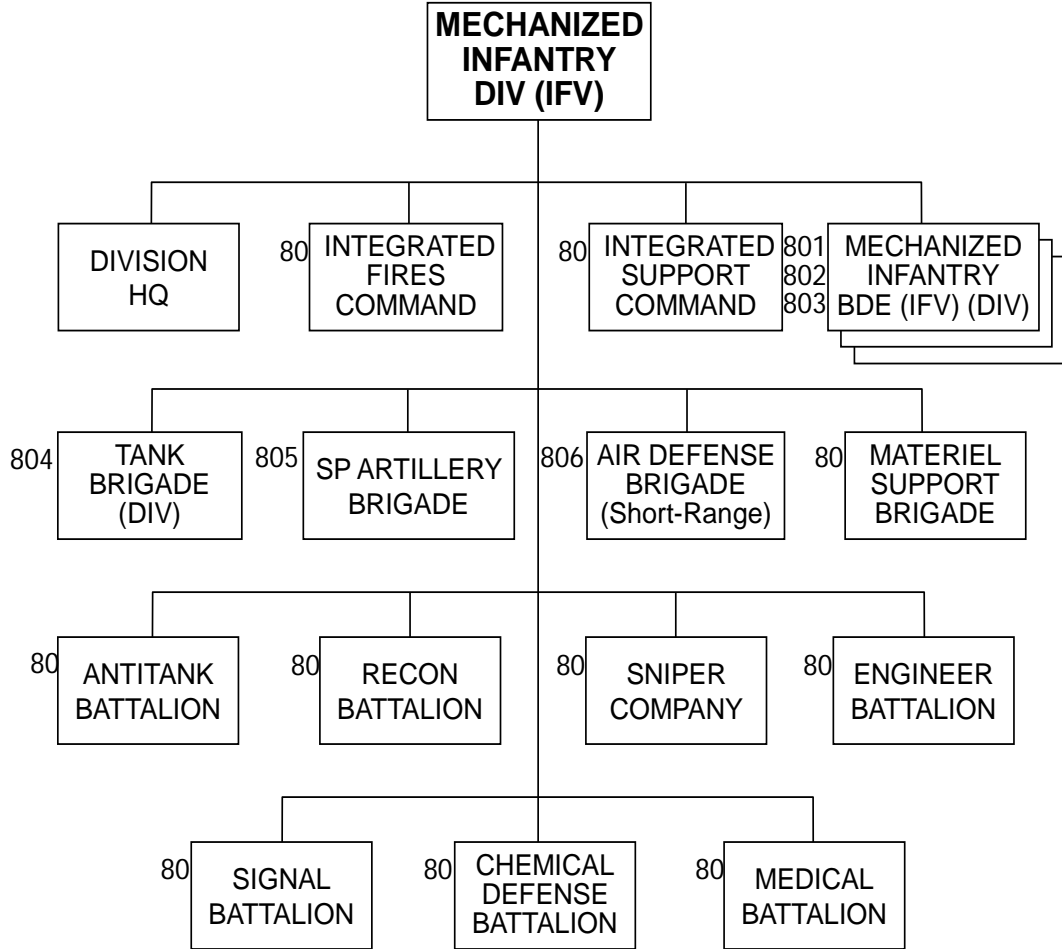 MECHANIZED
INFANTRY
DIV (IFV)
DIVISION
HQ
80
INTEGRATED
FIRES
COMMAND
80
INTEGRATED
SUPPORT
COMMAND
801
802
803
MECHANIZED
INFANTRY
BDE (IFV) (DIV)
804
TANK
BRIGADE
(DIV)
805
SP ARTILLERY
BRIGADE
806
AIR DEFENSE
BRIGADE
(Short-Range)
80
MATERIEL
SUPPORT
BRIGADE
80
ANTITANK
BATTALION
80
RECON
BATTALION
80
SNIPER
COMPANY
80
ENGINEER
BATTALION
80
SIGNAL
BATTALION
80
CHEMICAL
DEFENSE
BATTALION
80
MEDICAL
BATTALION